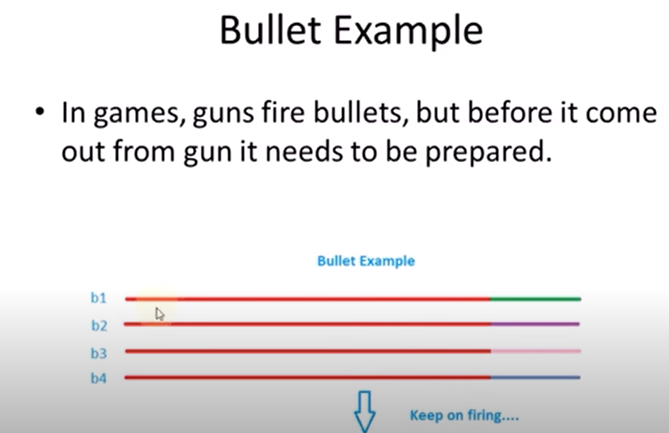 Bullet Example
• In games, guns fire bullets, but before it come
out from gun it needs to be prepared.
Bullet Example
b1
b2
b3
b4
Keep on firing....